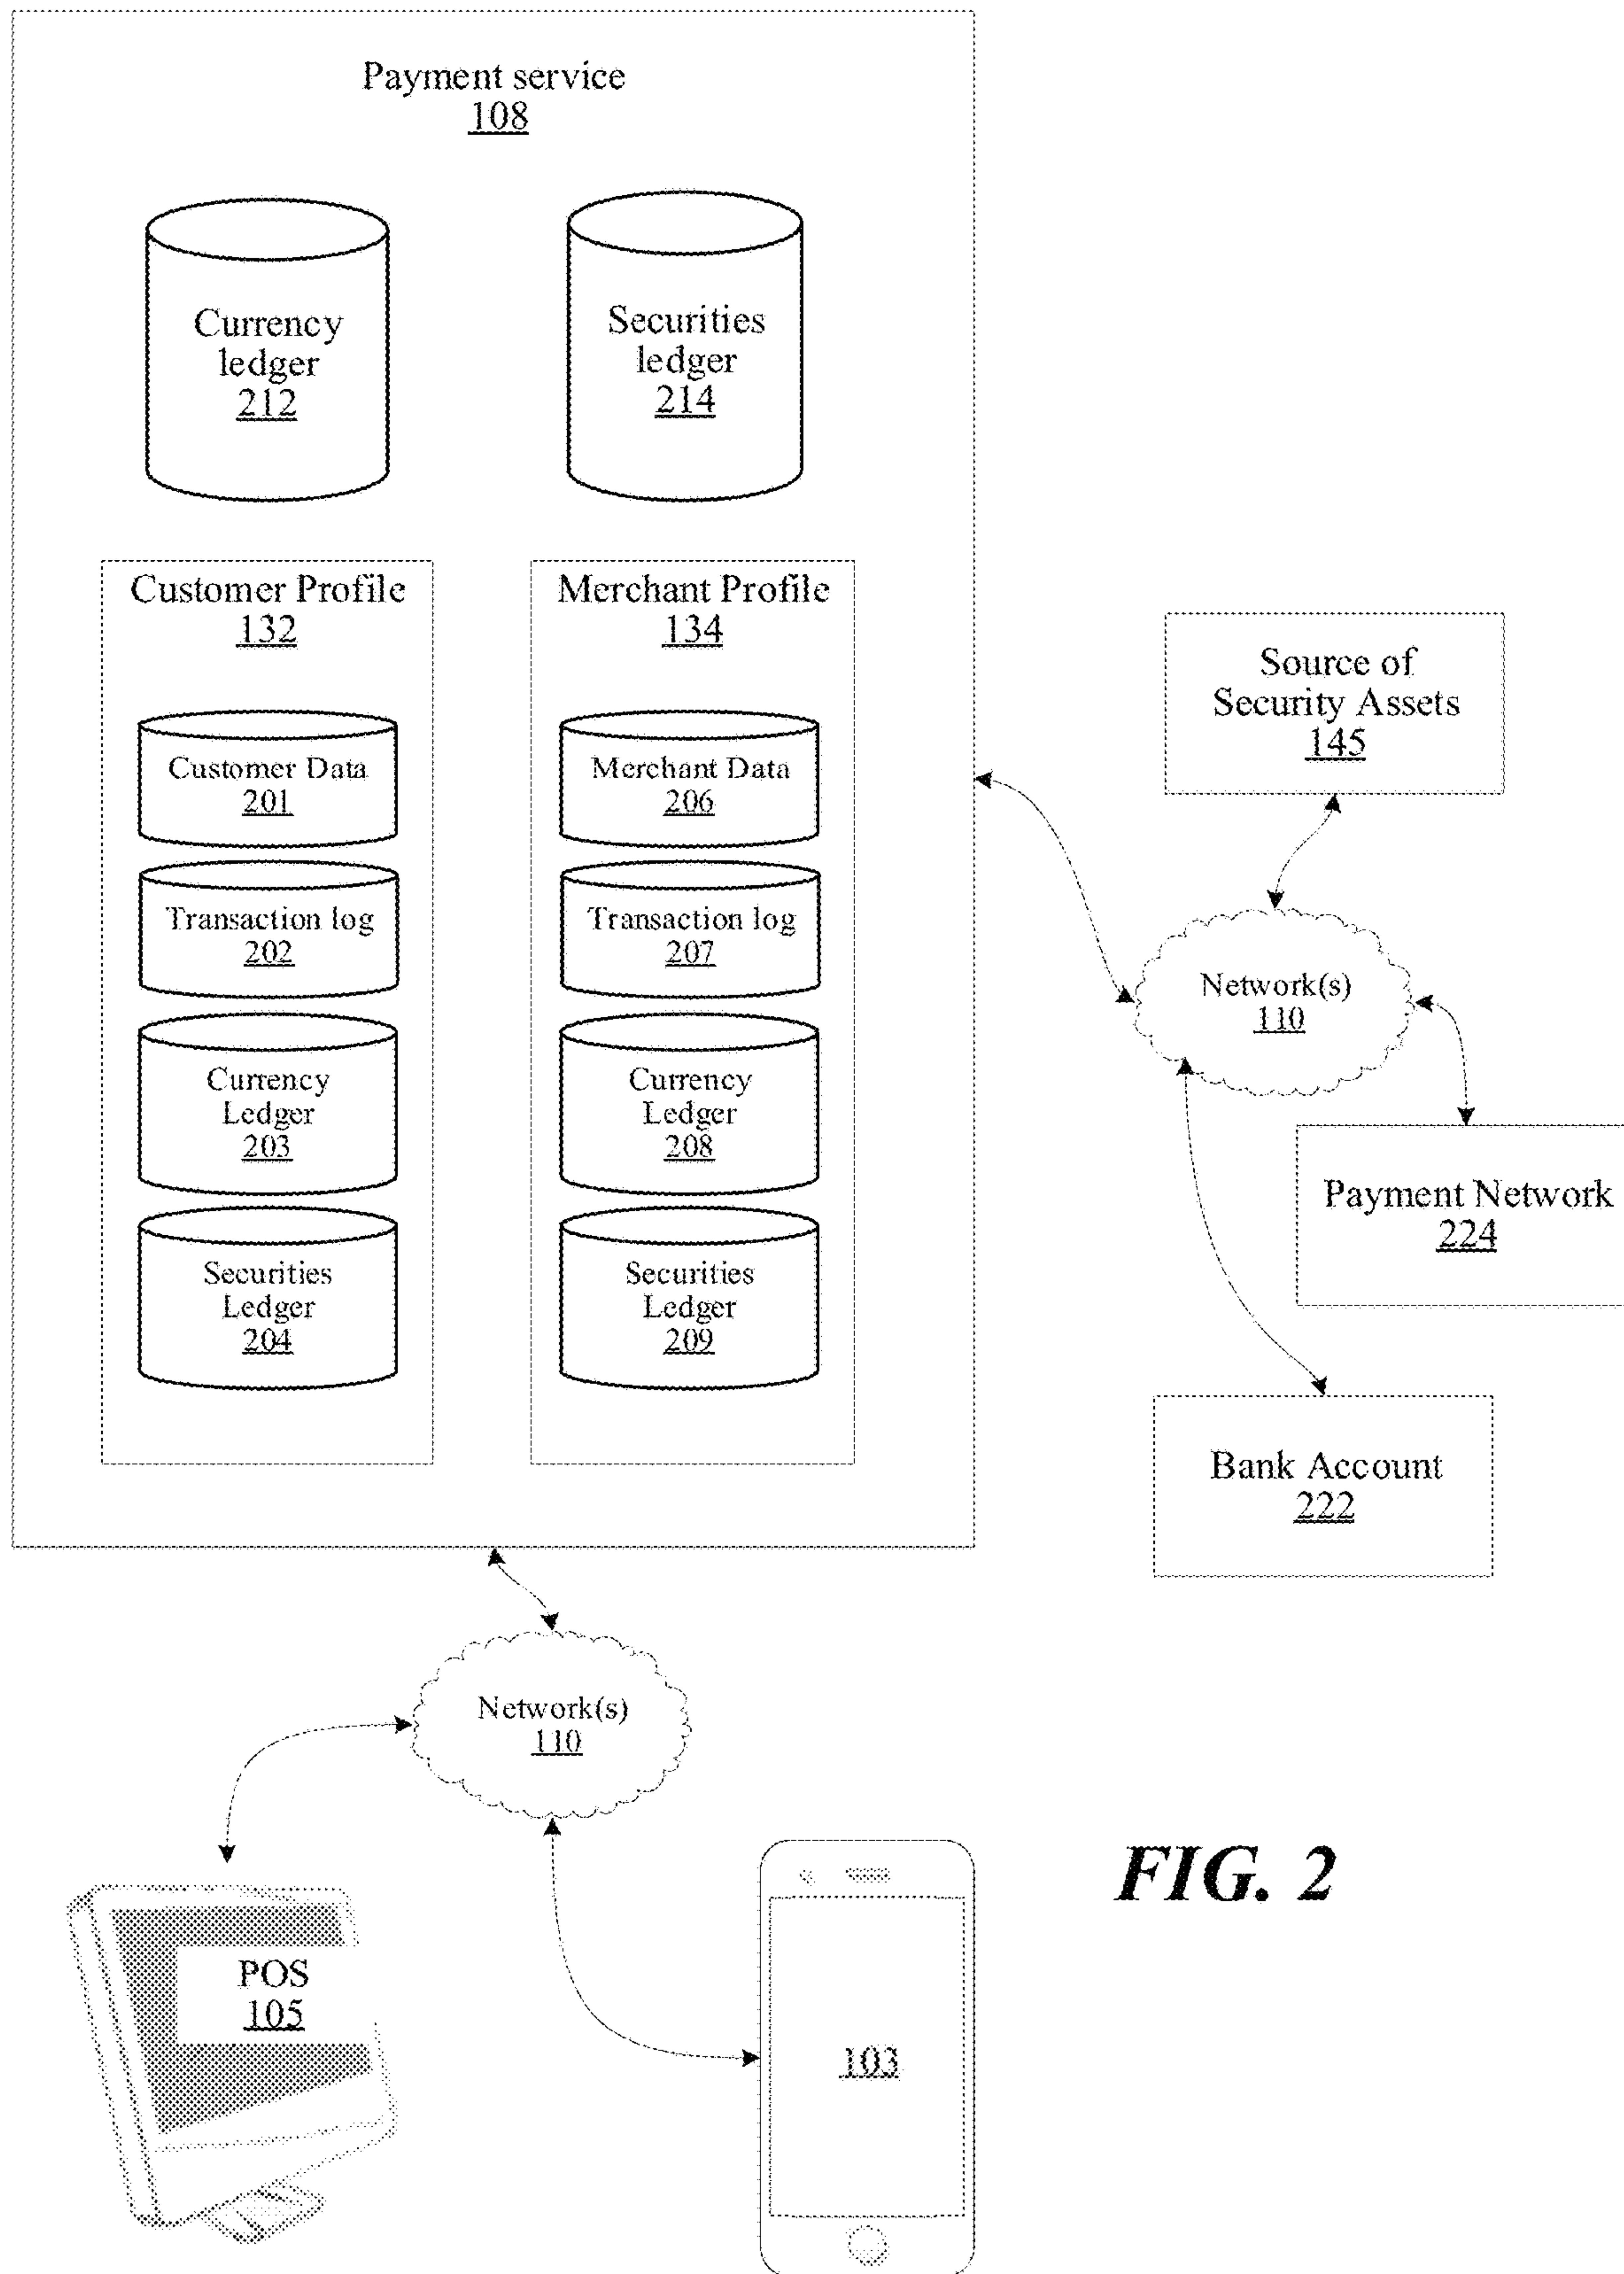 Payment service
108
Currency
ledger
212
Securities
ledger
214
Customer Profile
132
Customer Data
201
Transaction log
202
Currency
Ledger
203
Securities
Ledger
204
Merchant Profile
134
Merchant Data
206
Transaction log
207
Currency
Ledger
208
Securities
Ledger
209
Source of
Security Assets
145
Network(s)
110
Payment Network
224
Bank Account
222
Network(s)
110
POS
105
103
FIG. 2